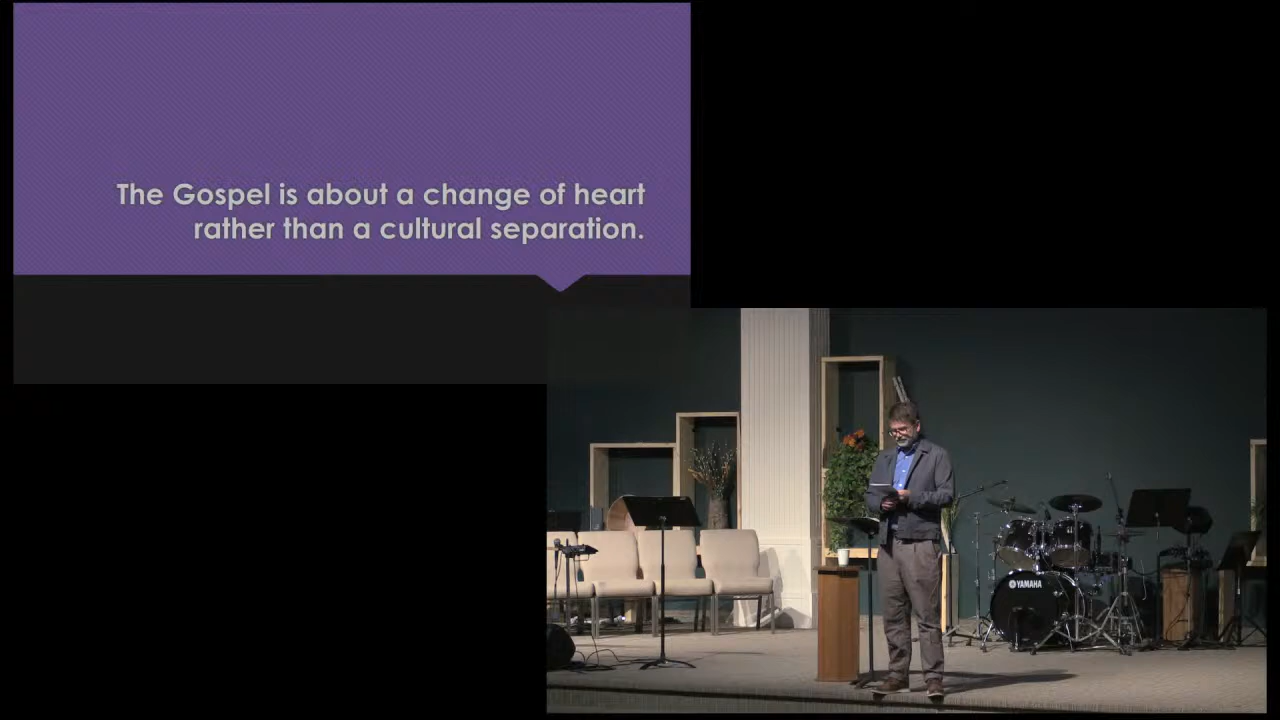 The Gospel is about a change of heart
rather than a cultural separation.
YAMAHA